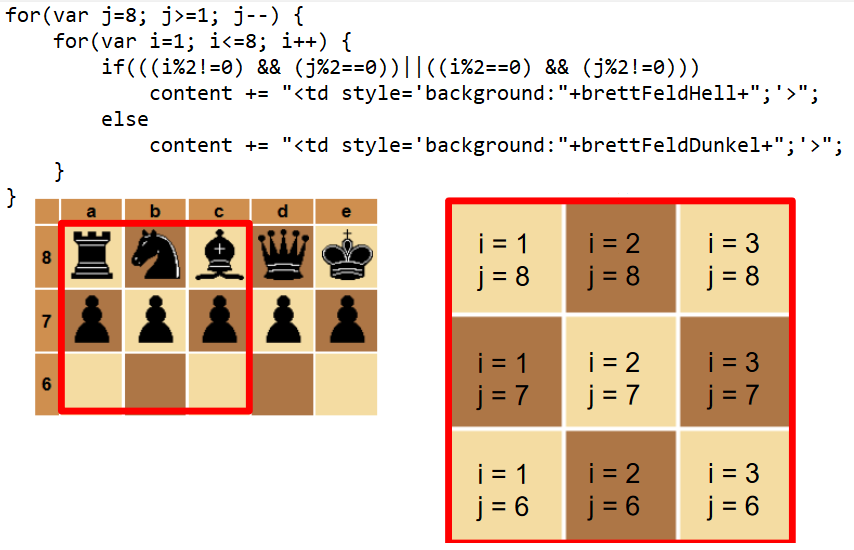 for(var j=8; j>=1; j--) {
    for(var i=1; i<=8; i++) {
        if(((i%2!=0) && (j%2==0))||((i%2==0) && (j%2!=0)))
            content += "<td style='background:"+brettFeldHell+";'>";
        else
            content += "<td style='background:"+brettFeldDunkel+";'>";
    }
}
a b c d e
8
7
6
i = 1 i = 2 i = 3
j = 8 j = 8 j = 8
i = 1 i = 2 i = 3
j = 7 j = 7 j = 7
i = 1 i = 2 i = 3
j = 6 j = 6 j = 6